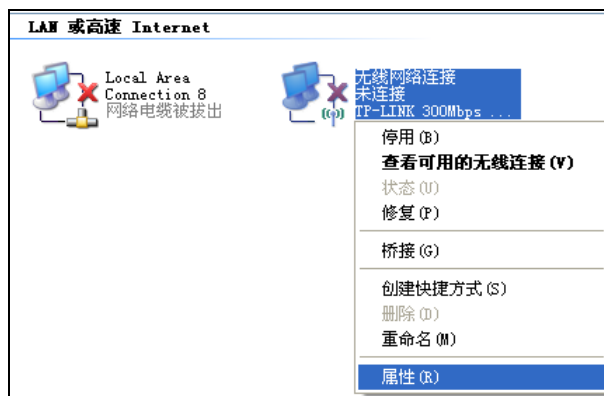 LAN 或高速 Internet
Local Area
Connection 8
网络电缆被拔出
无线网络连接
未连接
TP-LINK 300Mbps ...
停用(B)
查看可用的无线连接(V)
状态(U)
修复(P)
桥接(G)
创建快捷方式(S)
删除(D)
重命名(M)
属性(R)